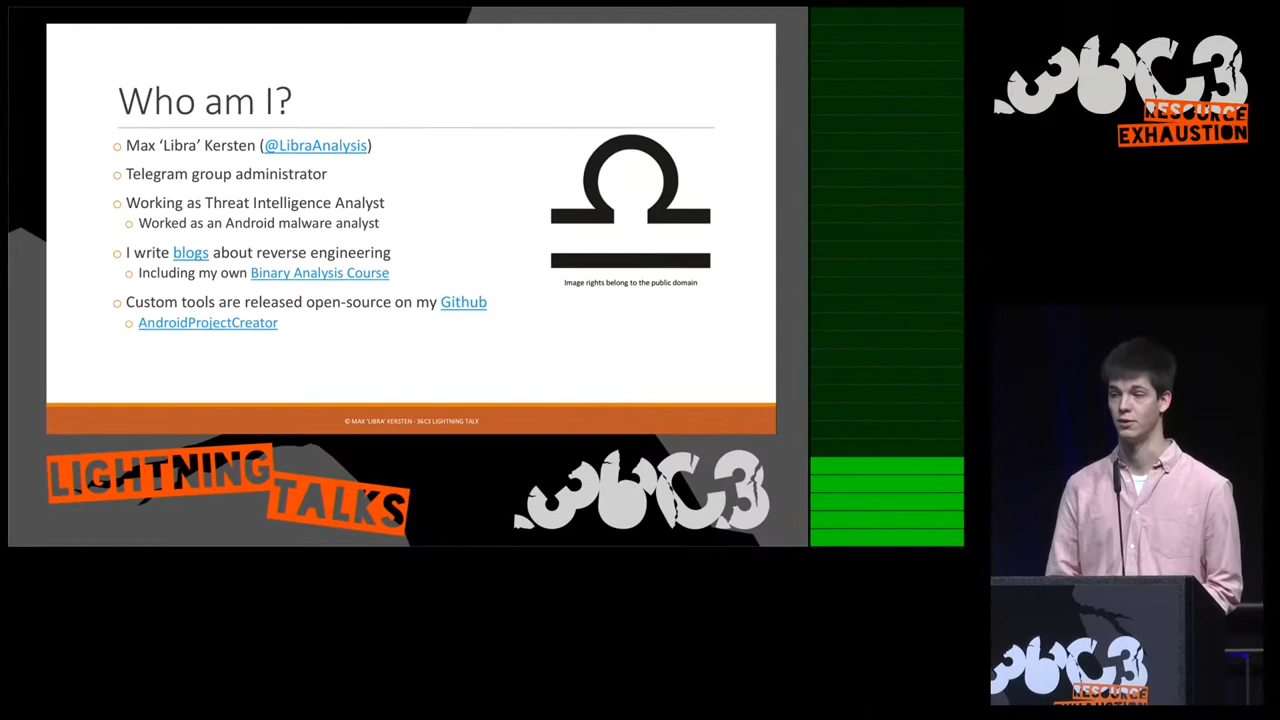 Who am I?
Max ‘Libra’ Kersten (@LibraAnalysis)
Telegram group administrator
Working as Threat Intelligence Analyst
Worked as an Android malware analyst
I write blogs about reverse engineering
Including my own Binary Analysis Course
Custom tools are released open-source on my Github
AndroidProjectCreator
Image rights belong to the public domain
© MAX ‘LIBRA’ KERSTEN - 36C3 LIGHTNING TALK
LIGHTNING
TALKS
36C3
36C3
RESOURCE
EXHAUSTION
36C3
RESOURCE
EXHAUSTION